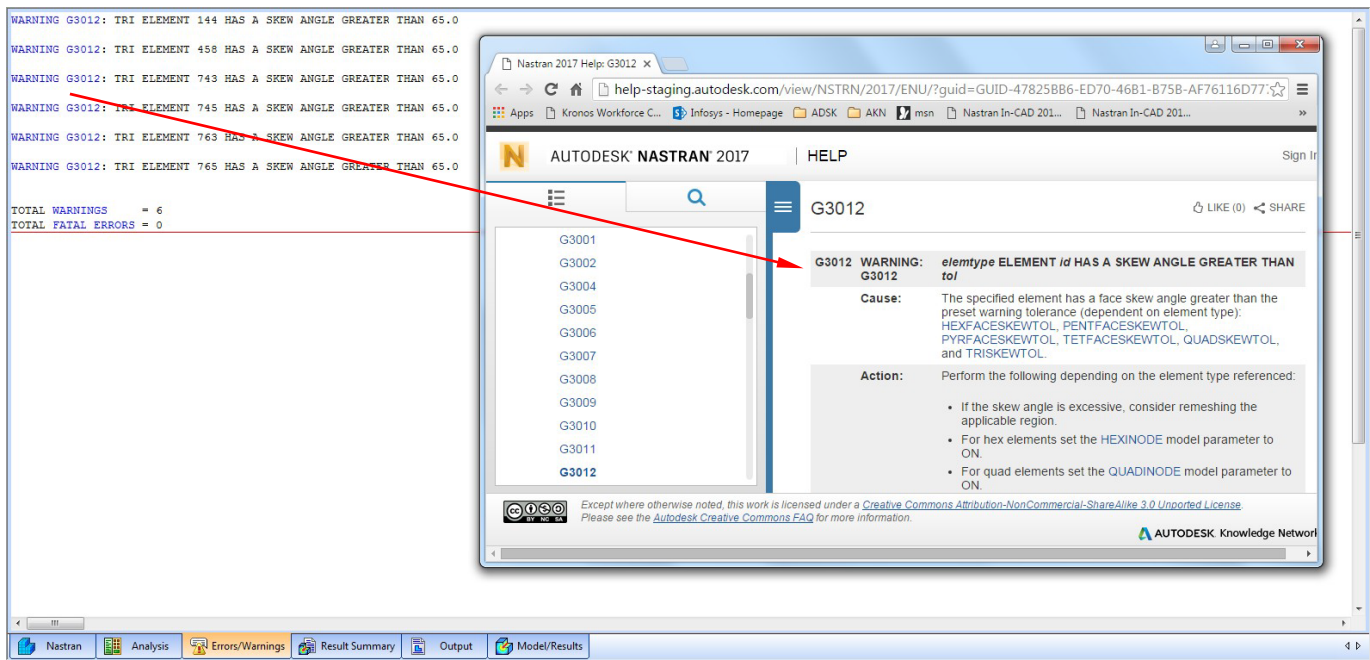 WARNING G3012: TRI ELEMENT 144 HAS A SKEW ANGLE GREATER THAN 65.0
WARNING G3012: TRI ELEMENT 458 HAS A SKEW ANGLE GREATER THAN 65.0
WARNING G3012: TRI ELEMENT 743 HAS A SKEW ANGLE GREATER THAN 65.0
WARNING G3012: TRI ELEMENT 745 HAS A SKEW ANGLE GREATER THAN 65.0
WARNING G3012: TRI ELEMENT 763 HAS A SKEW ANGLE GREATER THAN 65.0
WARNING G3012: TRI ELEMENT 765 HAS A SKEW ANGLE GREATER THAN 65.0
TOTAL WARNINGS = 6
TOTAL FATAL ERRORS = 0
Nastran 2017 Help: G3012
help-staging.autodesk.com/view/NSTRN/2017/ENU/?guid=GUID-47825BB6-ED70-46B1-B75B-AF76116D77
Apps Kronos Workforce C... Infosys - Homepage ADSK AKN msn Nastran In-CAD 201... Nastran In-CAD 201... »
N AUTODESK® NASTRAN® 2017 HELP Sign In
G3012 LIKE (0) SHARE
G3001
G3002
G3004
G3005
G3006
G3007
G3008
G3009
G3010
G3011
G3012
G3012 WARNING: elemtype ELEMENT id HAS A SKEW ANGLE GREATER THAN
G3012 tol
Cause: The specified element has a face skew angle greater than the
preset warning tolerance (dependent on element type):
HEXFACESKEWTOL, PENTFACESKEWTOL,
PYRFACESKEWTOL, TETFACESKEWTOL, QUADSKEWTOL,
and TRISKEWTOL.
Action: Perform the following depending on the element type referenced:
• If the skew angle is excessive, consider remeshing the
applicable region.
• For hex elements set the HEXINODE model parameter to
ON.
• For quad elements set the QUADINODE model parameter to
ON.
cc BY NC SA
Except where otherwise noted, this work is licensed under a Creative Commons Attribution-NonCommercial-ShareAlike 3.0 Unported License.
Please see the Autodesk Creative Commons FAQ for more information.
AUTODESK. Knowledge Network
Nastran Analysis Errors/Warnings Result Summary Output Model/Results